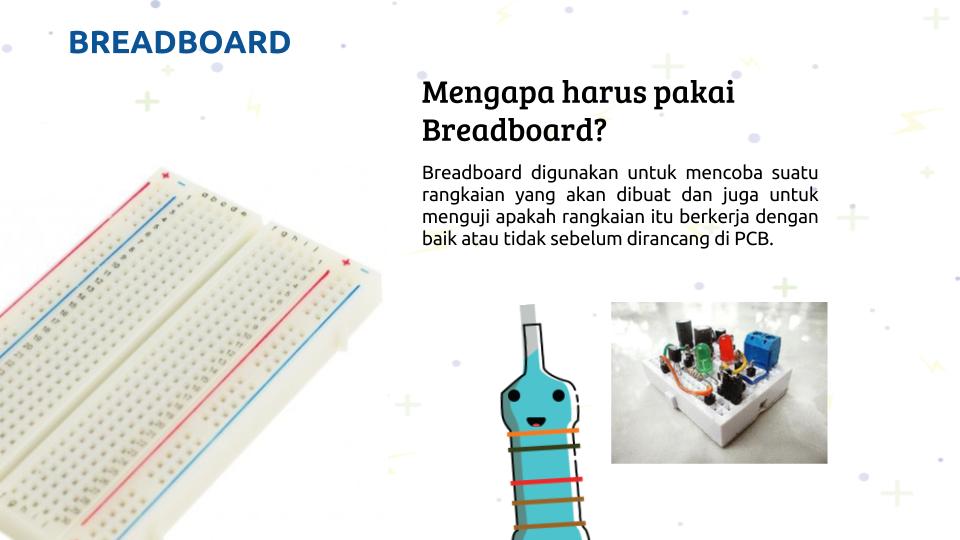 BREADBOARD
Mengapa harus pakai
Breadboard?
Breadboard digunakan untuk mencoba suatu
rangkaian yang akan dibuat dan juga untuk
menguji apakah rangkaian itu berkerja dengan
baik atau tidak sebelum dirancang di PCB.